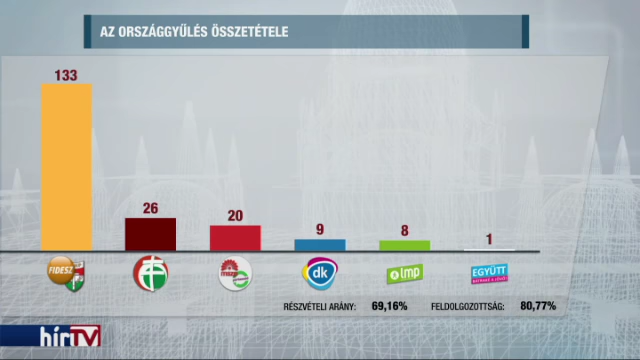 AZ ORSZÁGGYŰLÉS ÖSSZETÉTELE
133
26
20
9
8
1
FIDESZ
mszp
dk
lmp
EGYÜTT
RÉSZVÉTELI ARÁNY: 69,16% FELDOLGOZOTTSÁG: 80,77%
hírTV